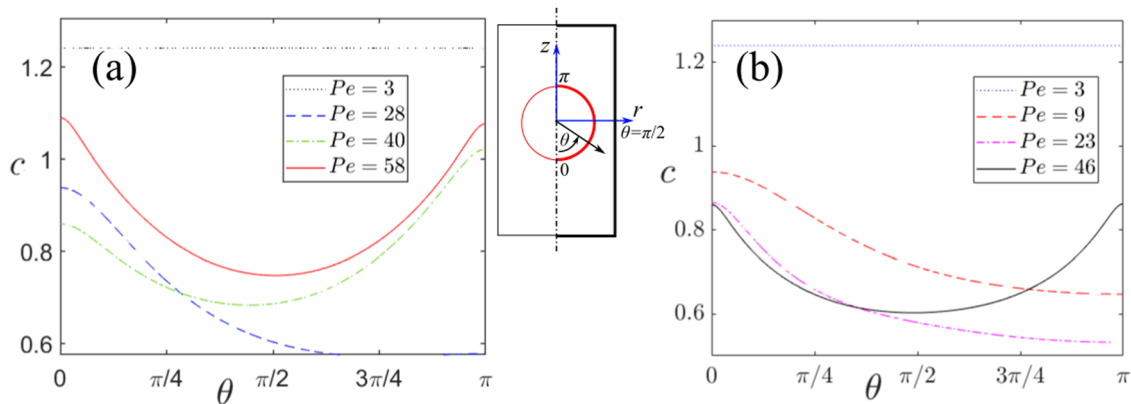 (a)
1.2
1
c
0.8
0.6
Pe = 3
Pe = 28
Pe = 40
Pe = 58
0 π/4 π/2 3π/4 π
θ
z
π
r
θ=π/2
θ
0
(b)
1.2
1
c
0.8
0.6
0.5
Pe = 3
Pe = 9
Pe = 23
Pe = 46
0 π/4 π/2 3π/4 π
θ